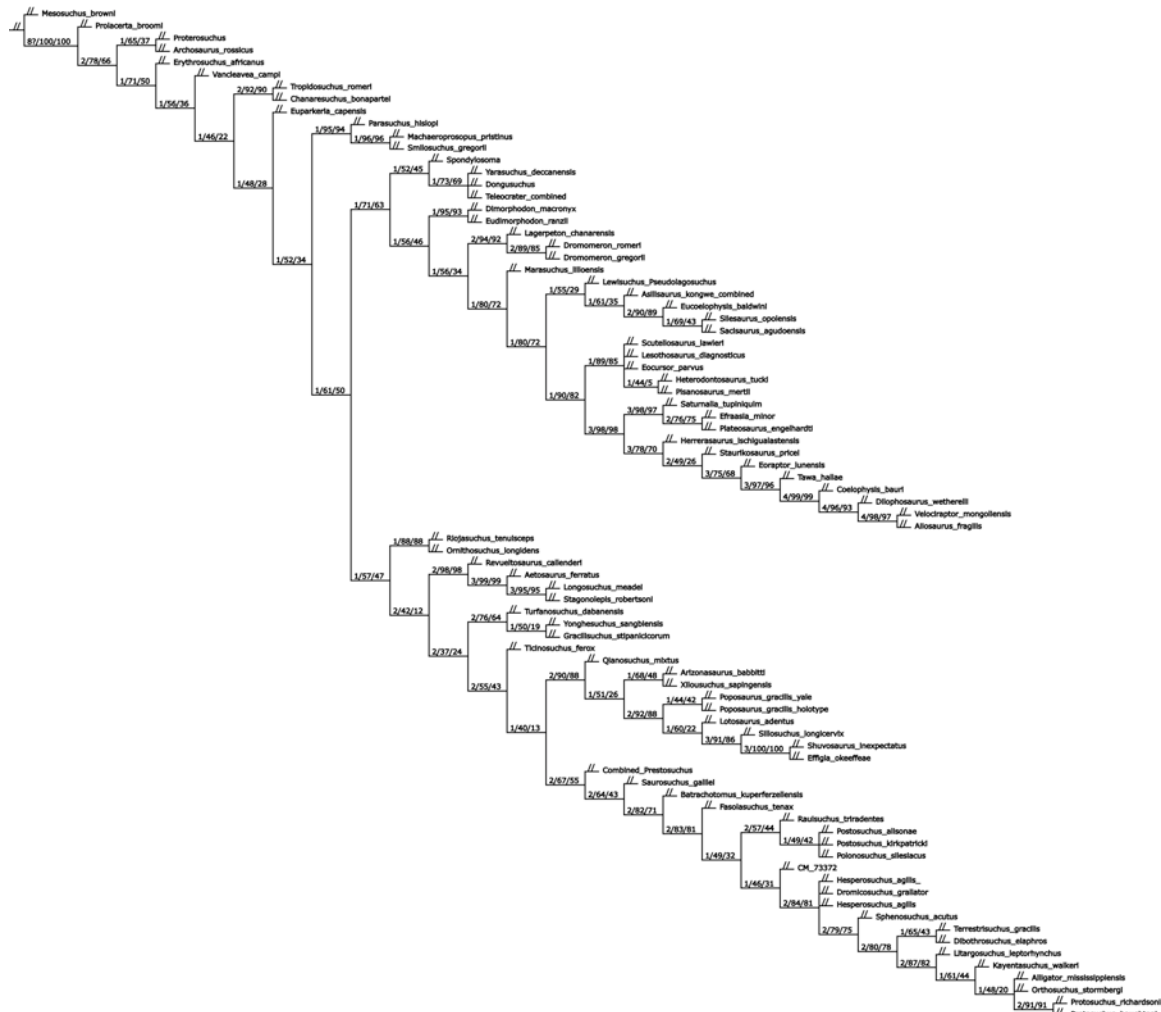 Mesosuchus_browni
Prolacerta_broomi
87/100/100
Proterosuchus
1/65/37
Archosaurus_rossicus
2/78/66
Erythrosuchus_africanus
Vancleavea_campi
1/71/50
Tropidosuchus_romeri
2/92/90
Chanaresuchus_bonapartei
1/56/36
Euparkeria_capensis
Parasuchus_hislopi
1/95/94
Machaeroprosopus_pristinus
1/96/96
1/46/22
Smilosuchus_gregorii
Spondylosoma
1/52/45
Yarasuchus_deccanensis
1/73/69
Dongusuchus
1/48/28
Teleocrater_combined
1/71/63
Dimorphodon_macronyx
1/95/93
Eudimorphodon_ranzii
Lagerpeton_chanarensis
2/94/92
Dromomeron_romeri
1/56/46
2/89/85
Dromomeron_gregorii
1/52/34
Marasuchus_lilloensis
1/56/34
Lewisuchus_Pseudolagosuchus
1/55/29
Asilisaurus_kongwe_combined
1/61/35
Eucoelophysis_baldwini
2/90/89
1/80/72
Silesaurus_opolensis
1/69/43
Sacisaurus_agudoensis
Scutellosaurus_lawleri
1/80/72
Lesothosaurus_diagnosticus
1/89/85
Eocursor_parvus
Heterodontosaurus_tucki
1/44/5
Pisanosaurus_mertii
1/61/50
1/90/82
Saturnalia_tupiniquim
3/98/97
Efraasia_minor
2/76/75
Plateosaurus_engelhardti
3/98/98
Herrerasaurus_ischigualastensis
3/78/70
Staurikosaurus_pricei
2/49/26
Eoraptor_lunensis
3/75/68
Tawa_hallae
3/97/96
Coelophysis_bauri
4/99/99
Dilophosaurus_wetherilli
4/96/93
Velociraptor_mongoliensis
4/98/97
Allosaurus_fragilis
Riojasuchus_tenuisceps
1/88/88
Ornithosuchus_longidens
Revueltosaurus_callenderi
2/98/98
Aetosaurus_ferratus
1/57/47
3/99/99
Longosuchus_meadei
3/95/95
Stagonolepis_robertsoni
2/42/12
Turfanosuchus_dabanensis
2/76/64
Yonghesuchus_sangbiensis
1/50/19
Gracilisuchus_stipanicicorum
Ticinosuchus_ferox
2/37/24
Qianosuchus_mixtus
2/90/88
Arizonasaurus_babbitti
1/68/48
Xilousuchus_sapingensis
2/55/43
1/51/26
Poposaurus_gracilis_yale
1/44/42
Poposaurus_gracilis_holotype
2/92/88
Lotosaurus_adentus
1/60/22
Sillosuchus_longicervix
1/40/13
3/91/86
Shuvosaurus_inexpectatus
3/100/100
Effigia_okeeffeae
Combined_Prestosuchus
2/67/55
Saurosuchus_galilei
2/64/43
Batrachotomus_kuperferzellensis
2/82/71
Fasolasuchus_tenax
Rauisuchus_triradentes
2/57/44
2/83/81
Postosuchus_alisonae
1/49/42
Postosuchus_kirkpatricki
1/49/32
Polonosuchus_silesiacus
CM_73372
1/46/31
Hesperosuchus_agilis_
Dromicosuchus_grallator
2/84/81
Hesperosuchus_agilis
Sphenosuchus_acutus
2/79/75
Terrestrisuchus_gracilis
1/65/43
Dibothrosuchus_elaphros
2/80/78
Litargosuchus_leptorhynchus
2/87/82
Kayentasuchus_walkeri
1/61/44
Alligator_mississippiensis
1/48/20
Orthosuchus_stormbergi
Protosuchus_richardsoni
2/91/91